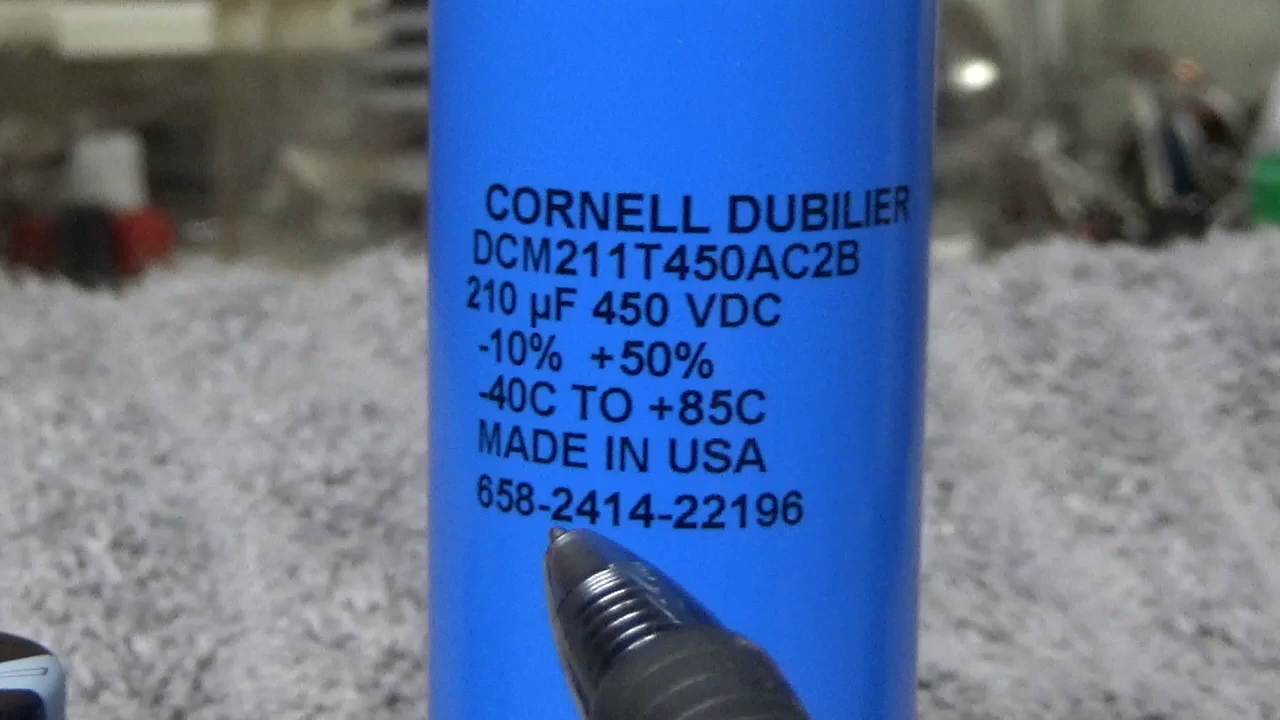 CORNELL DUBILIER
DCM211T450AC2B
210 µF 450 VDC
-10% +50%
-40C TO +85C
MADE IN USA
658-2414-22196